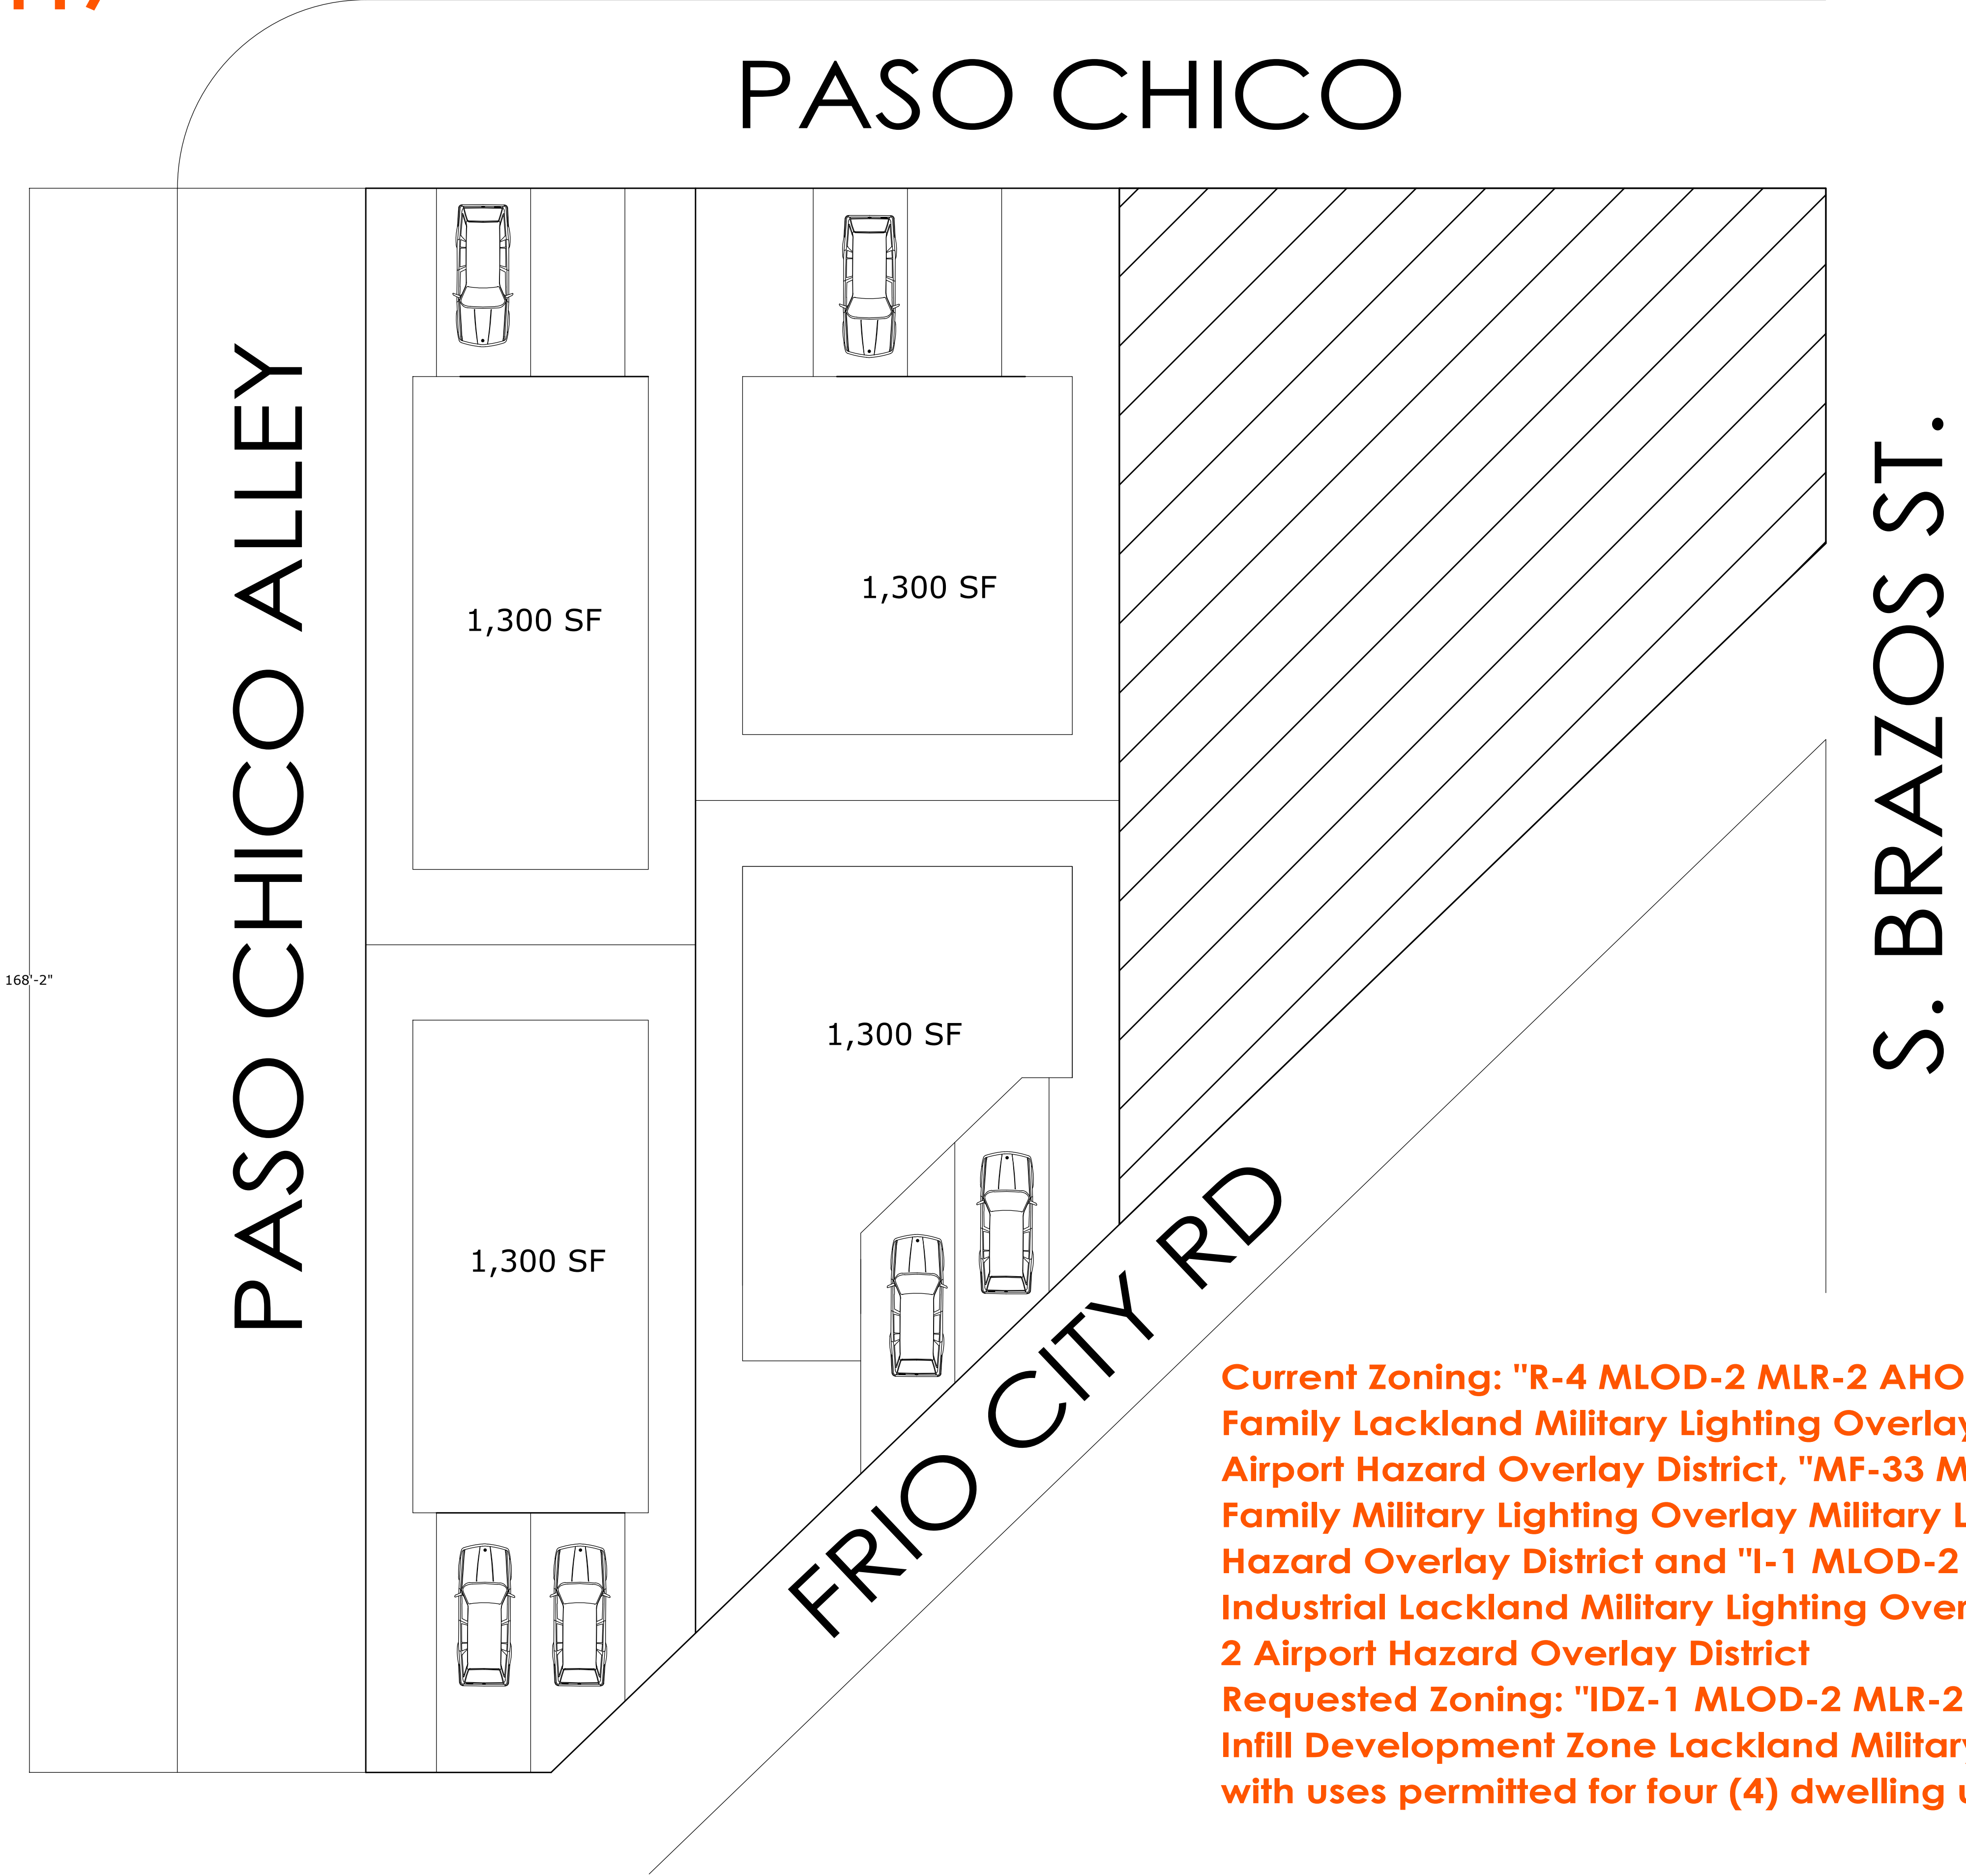 PASO CHICO
PASO CHICO ALLEY
1,300 SF
1,300 SF
S. BRAZOS ST.
168'-2"
1,300 SF
1,300 SF
FRIO CITY RD
Current Zoning: "R-4 MLOD-2 MLR-2 AHO
Family Lackland Military Lighting Overlay
Airport Hazard Overlay District, "MF-33 M
Family Military Lighting Overlay Military L
Hazard Overlay District and "I-1 MLOD-2
Industrial Lackland Military Lighting Over
2 Airport Hazard Overlay District
Requested Zoning: "IDZ-1 MLOD-2 MLR-2
Infill Development Zone Lackland Military
with uses permitted for four (4) dwelling u